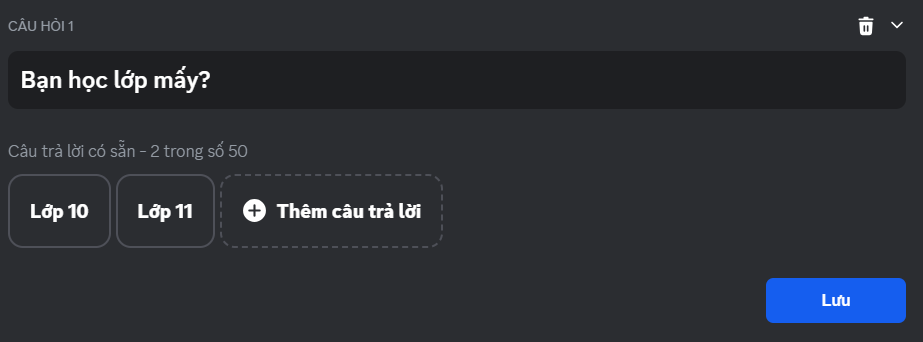 CÂU HỎI 1
Bạn học lớp mấy?
Câu trả lời có sẵn - 2 trong số 50
Lớp 10 Lớp 11 Thêm câu trả lời
Lưu